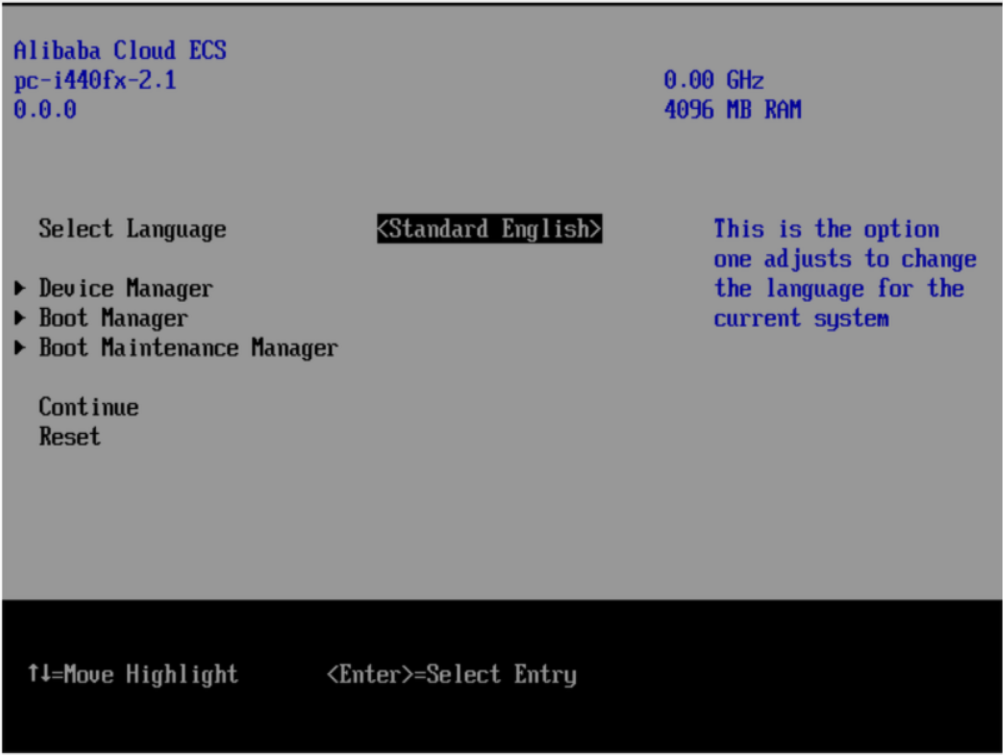 Alibaba Cloud ECS
pc-i440fx-2.1 0.00 GHz
0.0.0 4096 MB RAM
Select Language <Standard English> This is the option
one adjusts to change
▶ Device Manager the language for the
▶ Boot Manager current system
▶ Boot Maintenance Manager
Continue
Reset
↑↓=Move Highlight <Enter>=Select Entry